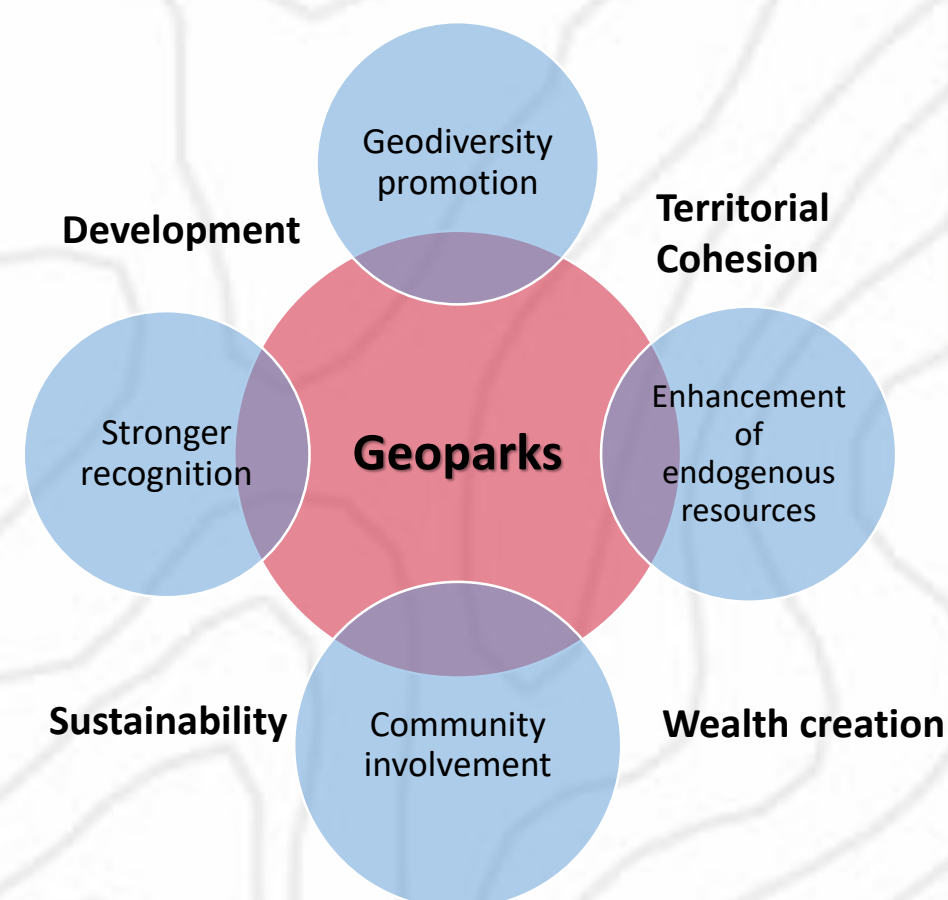 Geodiversity
promotion
Development
Territorial
Cohesion
Stronger
recognition
Geoparks
Enhancement
of
endogenous
resources
Sustainability
Community
involvement
Wealth creation